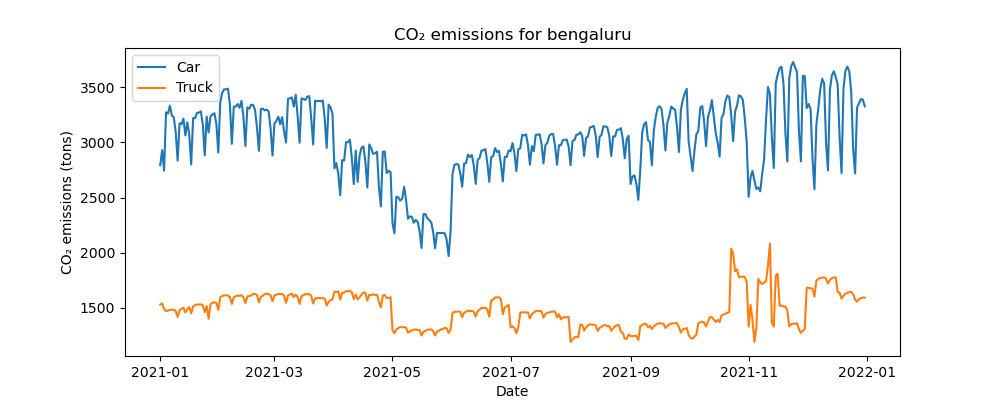 CO₂ emissions for bengaluru
Car
Truck
CO₂ emissions (tons)
3500
3000
2500
2000
1500
2021-01 2021-03 2021-05 2021-07 2021-09 2021-11 2022-01
Date